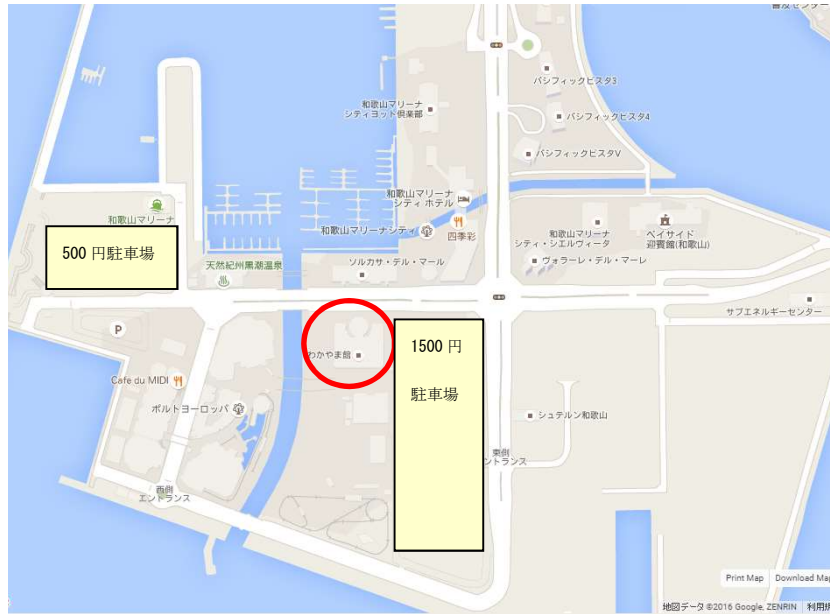 パシフィックビスタ3
和歌山マリーナ
シティヨット倶楽部
パシフィックビスタ4
パシフィックビスタV
和歌山マリーナ
シティ ホテル
和歌山マリーナ
500 円駐車場
和歌山マリーナシティ
四季彩
和歌山マリーナ
シティ・シエルヴィータ
ベイサイド
迎賓館(和歌山)
天然紀州黒潮温泉
ソルカサ・デル・マール
ヴォラーレ・デル・マーレ
サブエネルギーセンター
P
わかやま館
1500 円
駐車場
Cafe du MIDI
ポルトヨーロッパ
シュテルン和歌山
東側
ントランス
西側
エントランス
Print Map
Download Map
地図データ ©2016 Google, ZENRIN